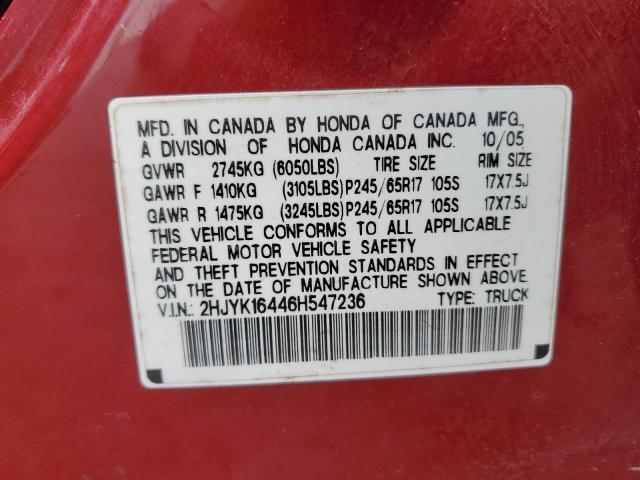 MFD. IN CANADA BY HONDA OF CANADA MFG.,
A DIVISION OF HONDA CANADA INC. 10/05
GVWR 2745KG (6050LBS) TIRE SIZE RIM SIZE
GAWR F 1410KG (3105LBS) P245/65R17 105S 17X7.5J
GAWR R 1475KG (3245LBS) P245/65R17 105S 17X7.5J
THIS VEHICLE CONFORMS TO ALL APPLICABLE
FEDERAL MOTOR VEHICLE SAFETY
AND THEFT PREVENTION STANDARDS IN EFFECT
ON THE DATE OF MANUFACTURE SHOWN ABOVE.
V.I.N.: 2HJYK16446H547236 TYPE: TRUCK